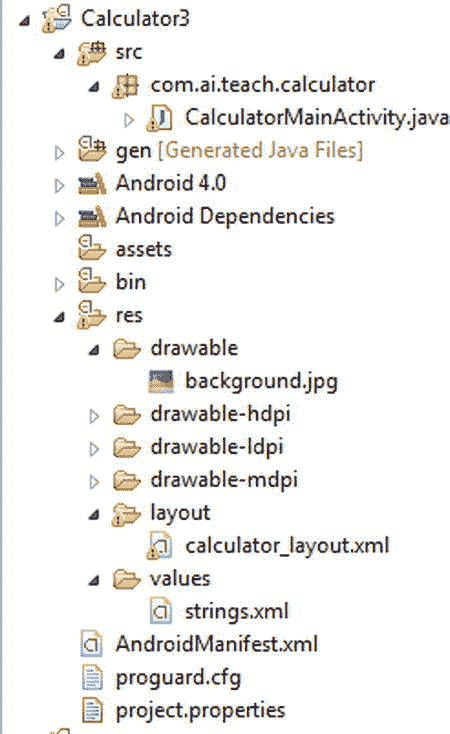 Calculator3
src
com.ai.teach.calculator
CalculatorMainActivity.java
gen [Generated Java Files]
Android 4.0
Android Dependencies
assets
bin
res
drawable
background.jpg
drawable-hdpi
drawable-ldpi
drawable-mdpi
layout
calculator_layout.xml
values
strings.xml
AndroidManifest.xml
proguard.cfg
project.properties